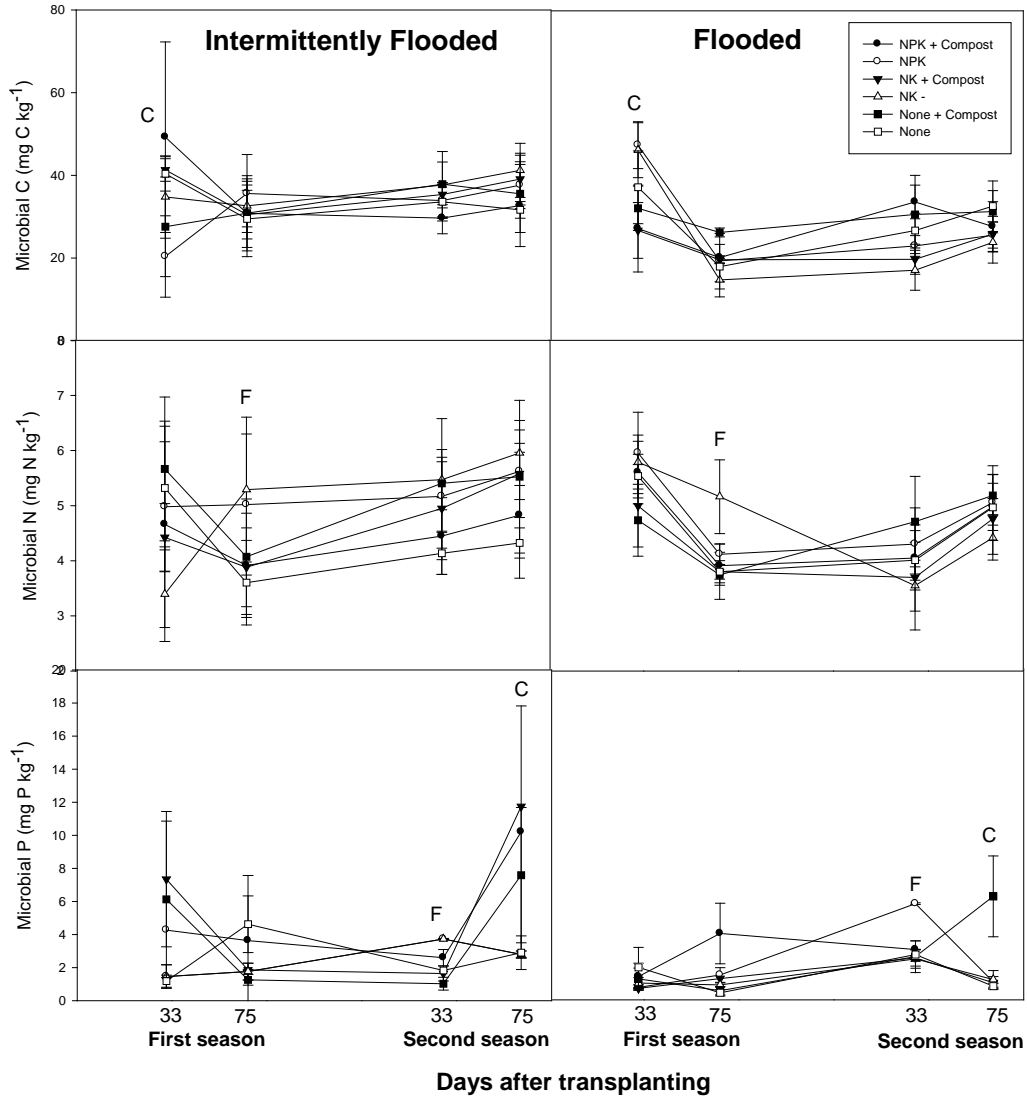 Intermittently Flooded
Flooded
NPK + Compost
NPK
NK + Compost
NK -
None + Compost
None
Microbial C (mg C kg-1)
80
60
40
20
C
C
Microbial N (mg N kg-1)
8
7
6
5
4
3
F
F
Microbial P (mg P kg-1)
20
18
16
14
12
10
8
6
4
2
0
F
C
F
C
33 75 33 75
33 75 33 75
First season Second season
First season Second season
Days after transplanting